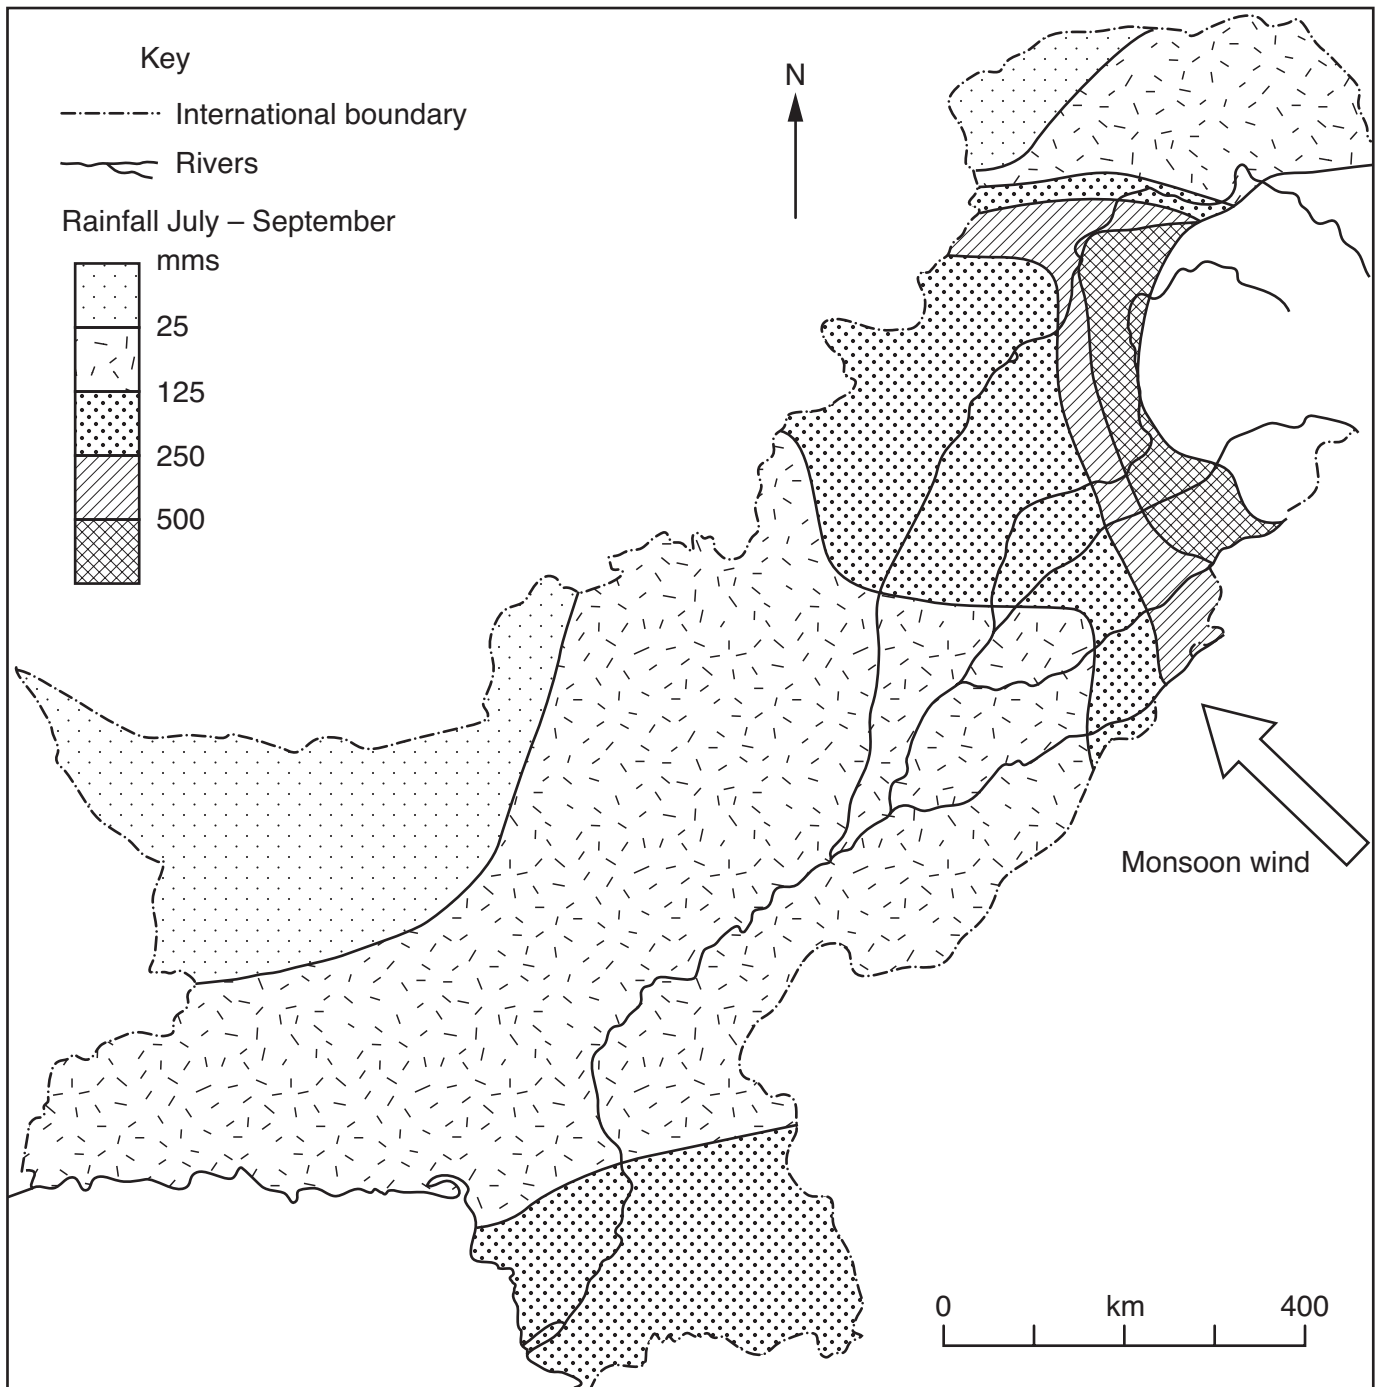 Key
International boundary
Rivers
Rainfall July – September
mms
25
125
250
500
N
Monsoon wind
0 km 400